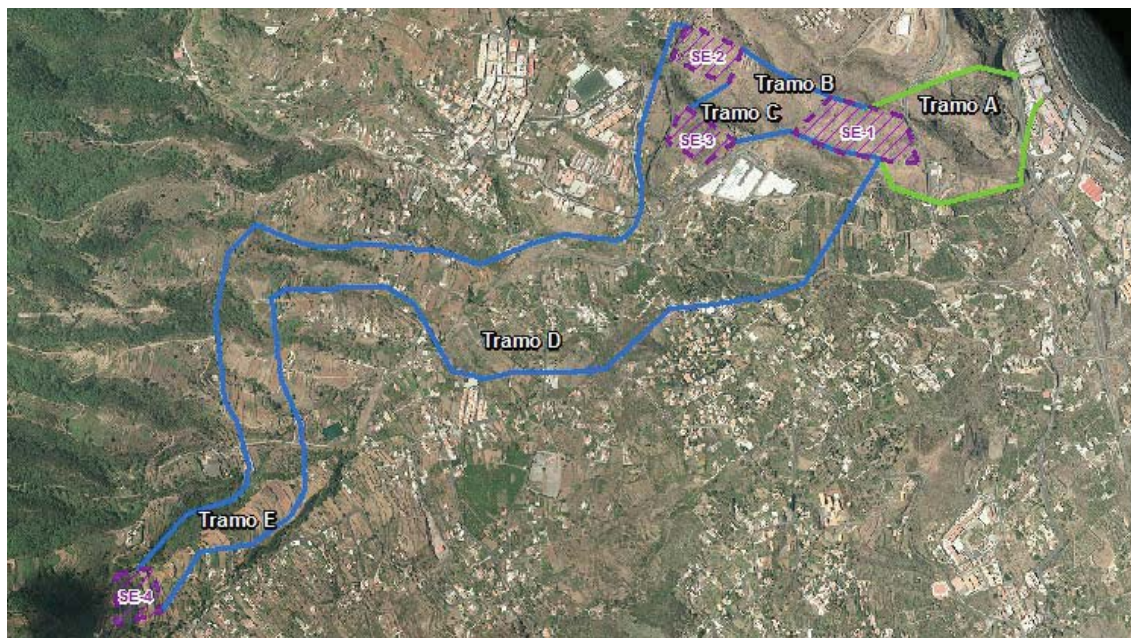 SE-2
Tramo B
Tramo A
Tramo C
SE-1
SE-3
Tramo D
Tramo E
SE-4